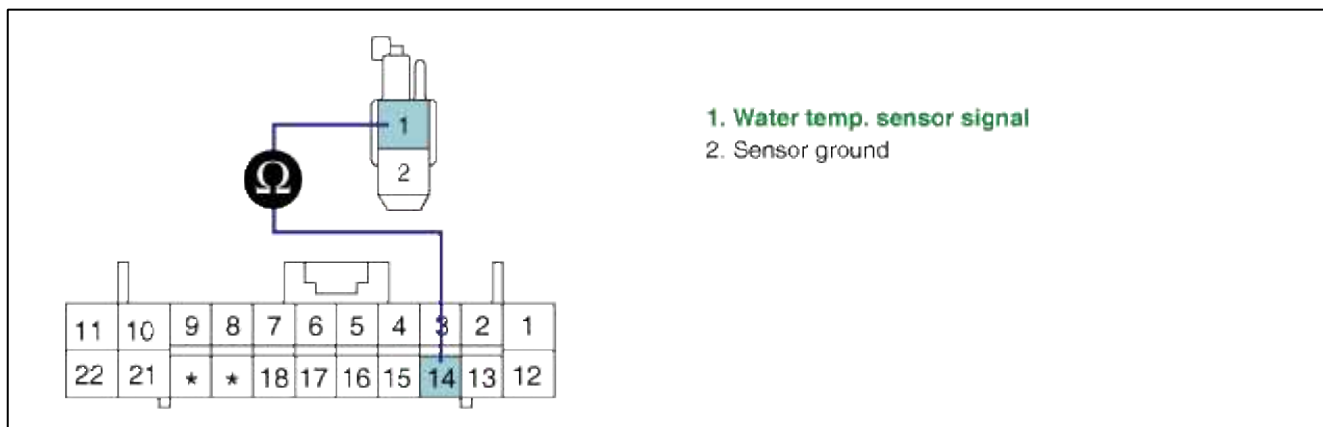 1
2
Ω
1. Water temp. sensor signal
2. Sensor ground
11 10 9 8 7 6 5 4 3 2 1
22 21 * * 18 17 16 15 14 13 12